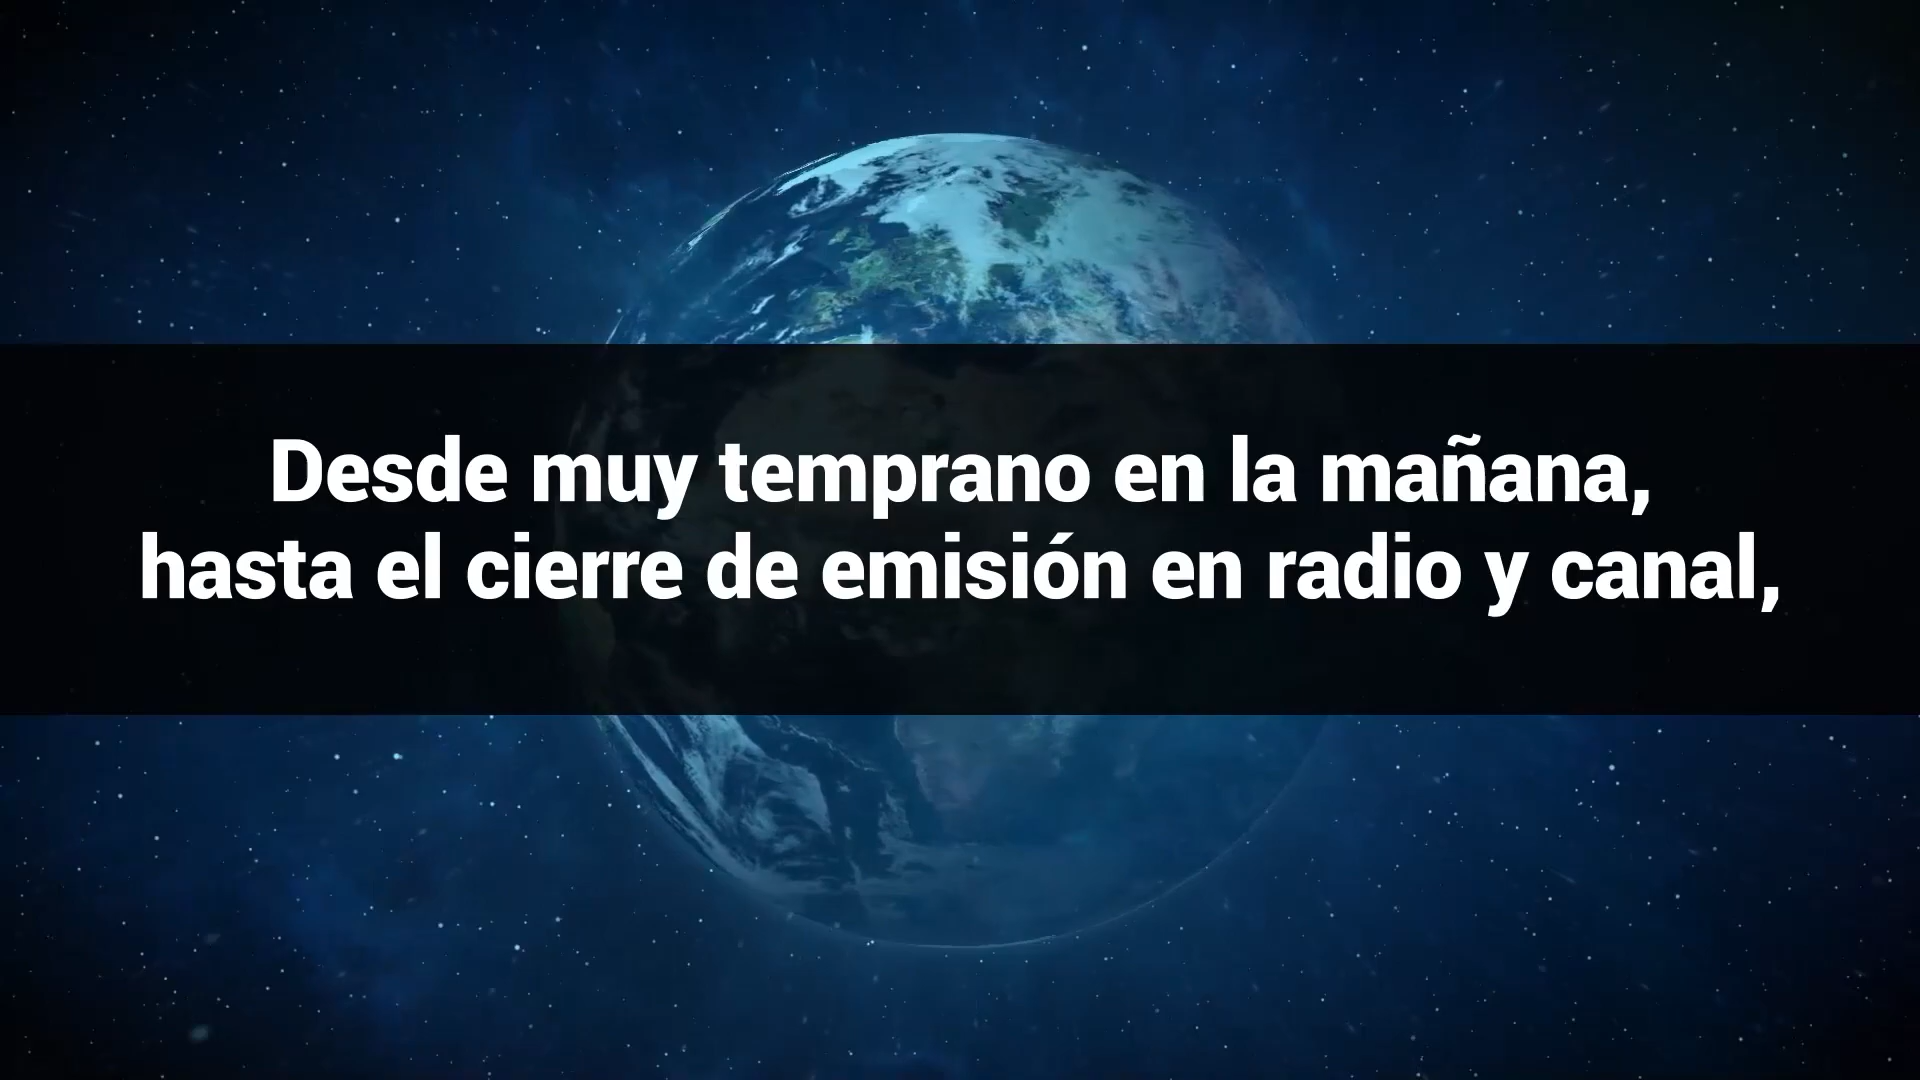 Desde muy temprano en la mañana,
hasta el cierre de emisión en radio y canal,